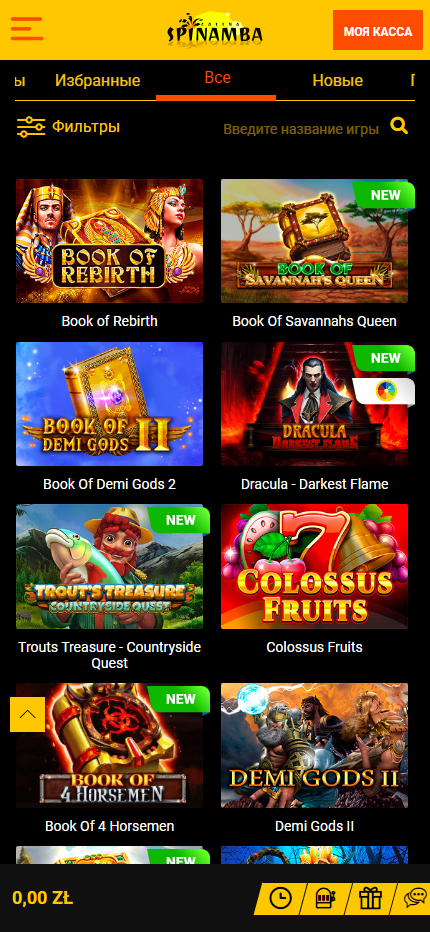 CASINO
SPINAMBA
МОЯ КАССА
ы Избранные Все Новые П
Фильтры
Введите название игры
BOOK OF
REBIRTH
Book of Rebirth
NEW
BOOK OF
SAVANNAH'S QUEEN
Book Of Savannahs Queen
BOOK OF
DEMI GODS II
Book Of Demi Gods 2
NEW
DRACULA
DARKEST FLAME
Dracula - Darkest Flame
NEW
TROUT'S TREASURE
COUNTRYSIDE QUEST
Trouts Treasure - Countryside
Quest
7
COLOSSUS
FRUITS
Colossus Fruits
NEW
BOOK OF
4 HORSEMEN
Book Of 4 Horsemen
DEMI GODS II
Demi Gods II
NEW
0,00 ZŁ